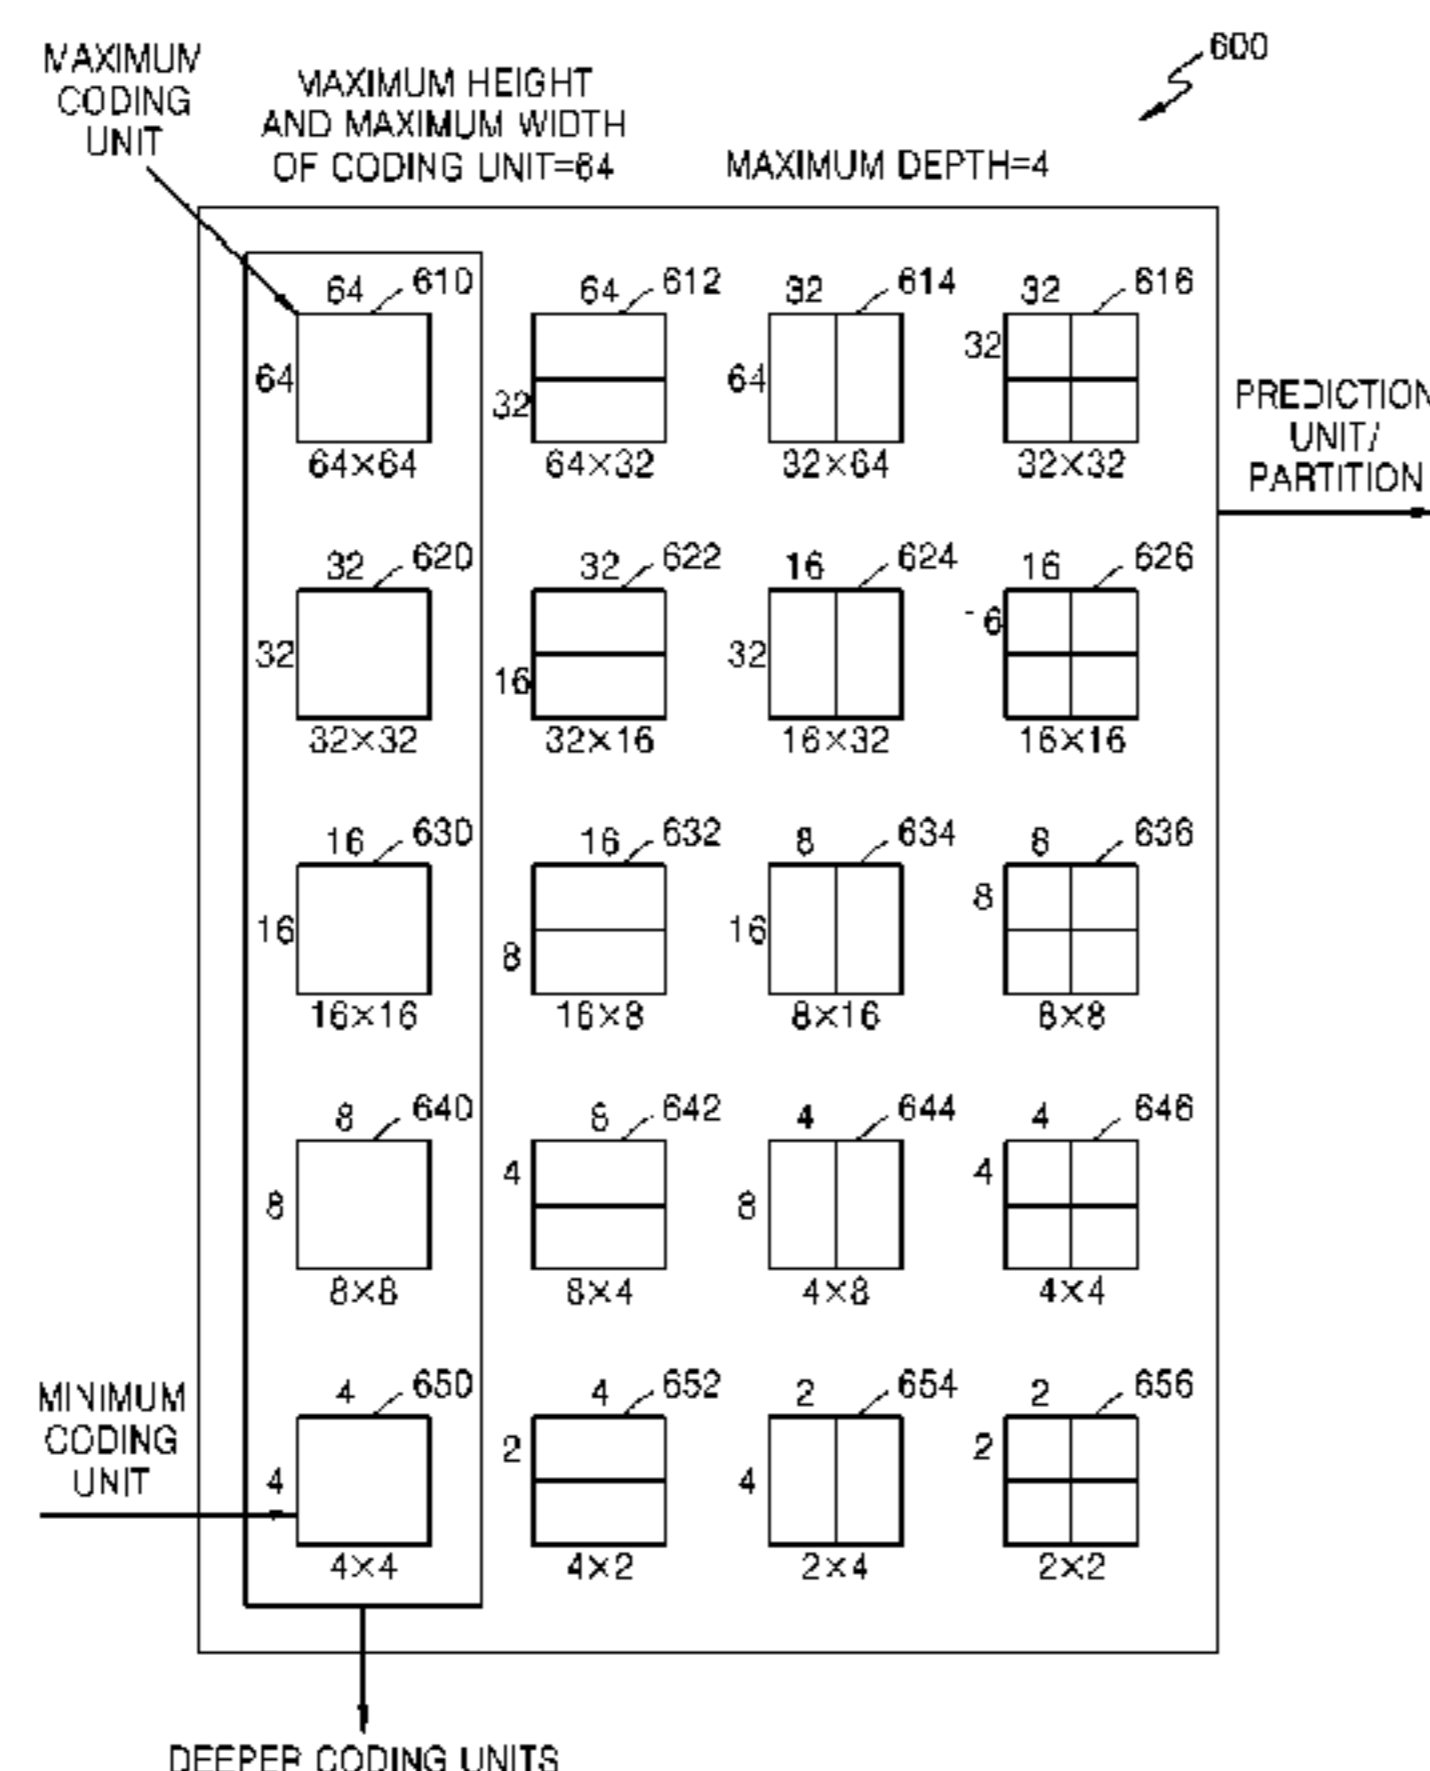 600
MAXIMUM
CODING
UNIT
MAXIMUM HEIGHT
AND MAXIMUM WIDTH
OF CODING UNIT=64
MAXIMUM DEPTH=4
64 610 64 612 32 614 32 616
64 32 64 32
64×64 64×32 32×64 32×32
PREDICTION
UNIT/
PARTITION
32 620 32 622 16 624 16 626
32 16 32 16
32×32 32×16 16×32 16×16
16 630 16 632 8 634 8 636
16 8 16 8
16×16 16×8 8×16 8×8
8 640 8 642 4 644 4 646
8 4 8 4
8×8 8×4 4×8 4×4
MINIMUM
CODING
UNIT
4 650 4 652 2 654 2 656
4 2 4 2
4×4 4×2 2×4 2×2
DEEPER CODING UNITS